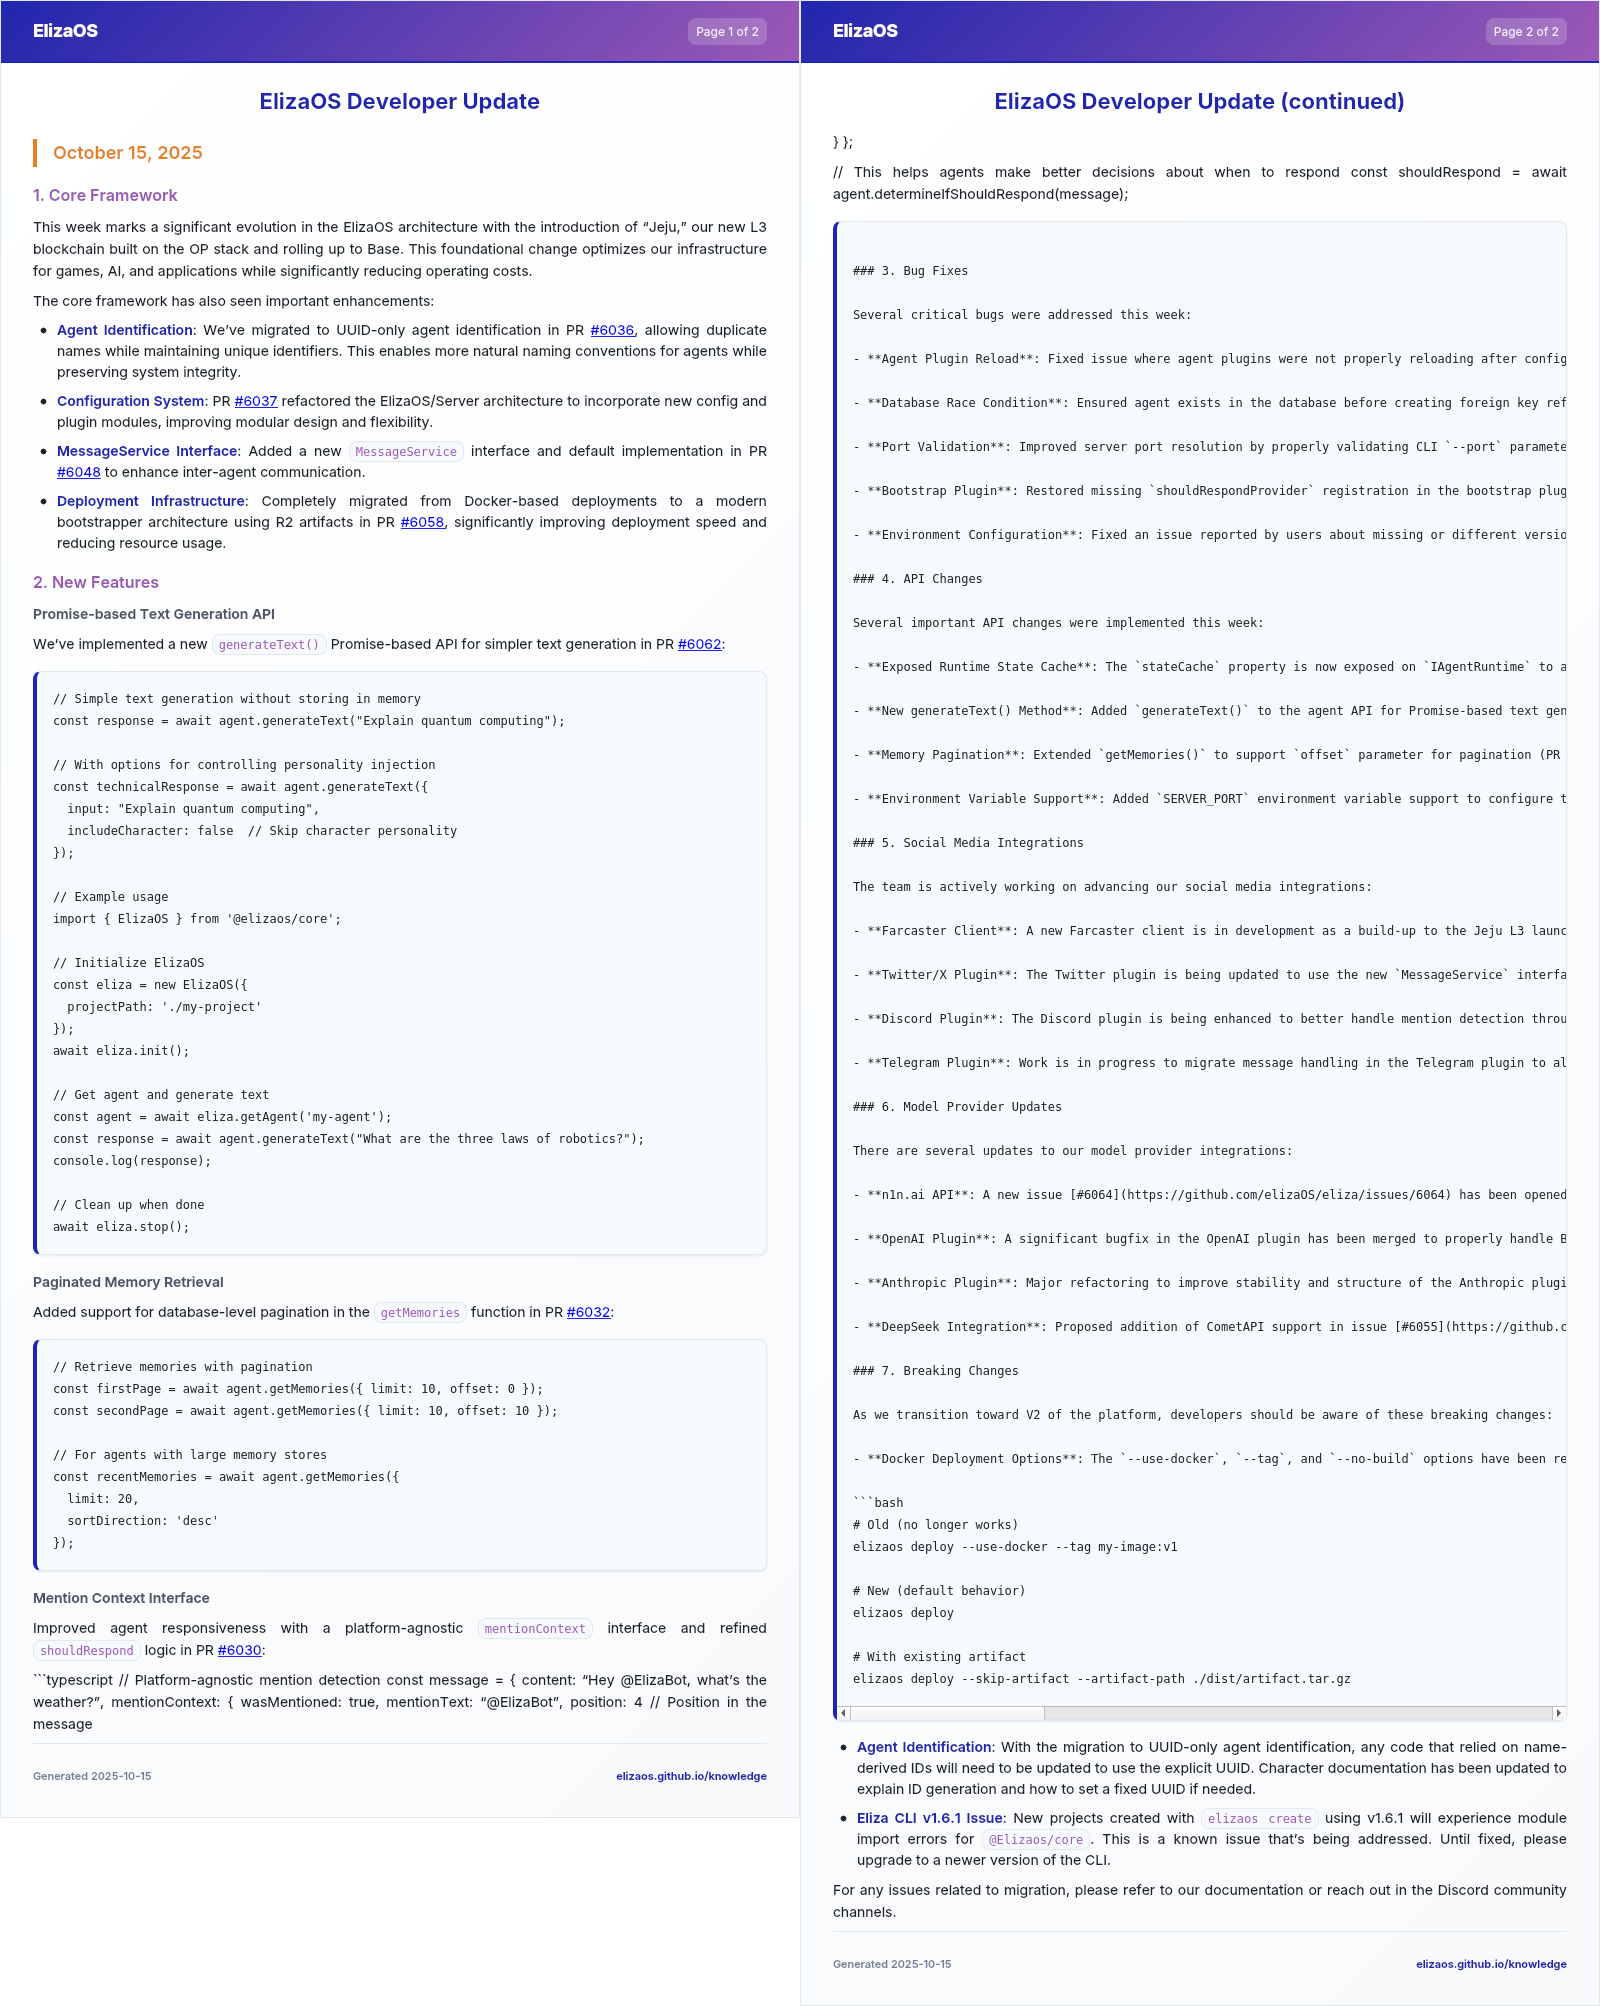 ElizaOS
Page 1 of 2
ElizaOS Developer Update
October 15, 2025
1. Core Framework
This week marks a significant evolution in the ElizaOS architecture with the introduction of “Jeju,” our new L3
blockchain built on the OP stack and rolling up to Base. This foundational change optimizes our infrastructure
for games, AI, and applications while significantly reducing operating costs.
The core framework has also seen important enhancements:
• Agent Identification: We’ve migrated to UUID-only agent identification in PR #6036, allowing duplicate
names while maintaining unique identifiers. This enables more natural naming conventions for agents while
preserving system integrity.
• Configuration System: PR #6037 refactored the ElizaOS/Server architecture to incorporate new config and
plugin modules, improving modular design and flexibility.
• MessageService Interface: Added a new MessageService interface and default implementation in PR
#6048 to enhance inter-agent communication.
• Deployment Infrastructure: Completely migrated from Docker-based deployments to a modern
bootstrapper architecture using R2 artifacts in PR #6058, significantly improving deployment speed and
reducing resource usage.
2. New Features
Promise-based Text Generation API
We’ve implemented a new generateText() Promise-based API for simpler text generation in PR #6062:
// Simple text generation without storing in memory
const response = await agent.generateText("Explain quantum computing");
// With options for controlling personality injection
const technicalResponse = await agent.generateText({
  input: "Explain quantum computing",
  includeCharacter: false  // Skip character personality
});
// Example usage
import { ElizaOS } from '@elizaos/core';
// Initialize ElizaOS
const eliza = new ElizaOS({
  projectPath: './my-project'
});
await eliza.init();
// Get agent and generate text
const agent = await eliza.getAgent('my-agent');
const response = await agent.generateText("What are the three laws of robotics?");
console.log(response);
// Clean up when done
await eliza.stop();
Paginated Memory Retrieval
Added support for database-level pagination in the getMemories function in PR #6032:
// Retrieve memories with pagination
const firstPage = await agent.getMemories({ limit: 10, offset: 0 });
const secondPage = await agent.getMemories({ limit: 10, offset: 10 });
// For agents with large memory stores
const recentMemories = await agent.getMemories({
  limit: 20,
  sortDirection: 'desc'
});
Mention Context Interface
Improved agent responsiveness with a platform-agnostic mentionContext interface and refined
shouldRespond logic in PR #6030:
```typescript // Platform-agnostic mention detection const message = { content: “Hey @ElizaBot, what’s the
weather?”, mentionContext: { wasMentioned: true, mentionText: “@ElizaBot”, position: 4 // Position in the
message
Generated 2025-10-15
elizaos.github.io/knowledge
ElizaOS
Page 2 of 2
ElizaOS Developer Update (continued)
} };
// This helps agents make better decisions about when to respond const shouldRespond = await
agent.determineIfShouldRespond(message);
### 3. Bug Fixes
Several critical bugs were addressed this week:
- **Agent Plugin Reload**: Fixed issue where agent plugins were not properly reloading after config
- **Database Race Condition**: Ensured agent exists in the database before creating foreign key ref
- **Port Validation**: Improved server port resolution by properly validating CLI `--port` paramete
- **Bootstrap Plugin**: Restored missing `shouldRespondProvider` registration in the bootstrap plug
- **Environment Configuration**: Fixed an issue reported by users about missing or different versio
### 4. API Changes
Several important API changes were implemented this week:
- **Exposed Runtime State Cache**: The `stateCache` property is now exposed on `IAgentRuntime` to a
- **New generateText() Method**: Added `generateText()` to the agent API for Promise-based text gen
- **Memory Pagination**: Extended `getMemories()` to support `offset` parameter for pagination (PR
- **Environment Variable Support**: Added `SERVER_PORT` environment variable support to configure t
### 5. Social Media Integrations
The team is actively working on advancing our social media integrations:
- **Farcaster Client**: A new Farcaster client is in development as a build-up to the Jeju L3 launc
- **Twitter/X Plugin**: The Twitter plugin is being updated to use the new `MessageService` interfa
- **Discord Plugin**: The Discord plugin is being enhanced to better handle mention detection throu
- **Telegram Plugin**: Work is in progress to migrate message handling in the Telegram plugin to al
### 6. Model Provider Updates
There are several updates to our model provider integrations:
- **n1n.ai API**: A new issue [#6064](https://github.com/elizaOS/eliza/issues/6064) has been opened
- **OpenAI Plugin**: A significant bugfix in the OpenAI plugin has been merged to properly handle B
- **Anthropic Plugin**: Major refactoring to improve stability and structure of the Anthropic plugi
- **DeepSeek Integration**: Proposed addition of CometAPI support in issue [#6055](https://github.c
### 7. Breaking Changes
As we transition toward V2 of the platform, developers should be aware of these breaking changes:
- **Docker Deployment Options**: The `--use-docker`, `--tag`, and `--no-build` options have been re
```bash
# Old (no longer works)
elizaos deploy --use-docker --tag my-image:v1
# New (default behavior)
elizaos deploy
# With existing artifact
elizaos deploy --skip-artifact --artifact-path ./dist/artifact.tar.gz
• Agent Identification: With the migration to UUID-only agent identification, any code that relied on name-
derived IDs will need to be updated to use the explicit UUID. Character documentation has been updated to
explain ID generation and how to set a fixed UUID if needed.
• Eliza CLI v1.6.1 Issue: New projects created with elizaos create using v1.6.1 will experience module
import errors for @Elizaos/core. This is a known issue that’s being addressed. Until fixed, please
upgrade to a newer version of the CLI.
For any issues related to migration, please refer to our documentation or reach out in the Discord community
channels.
Generated 2025-10-15
elizaos.github.io/knowledge